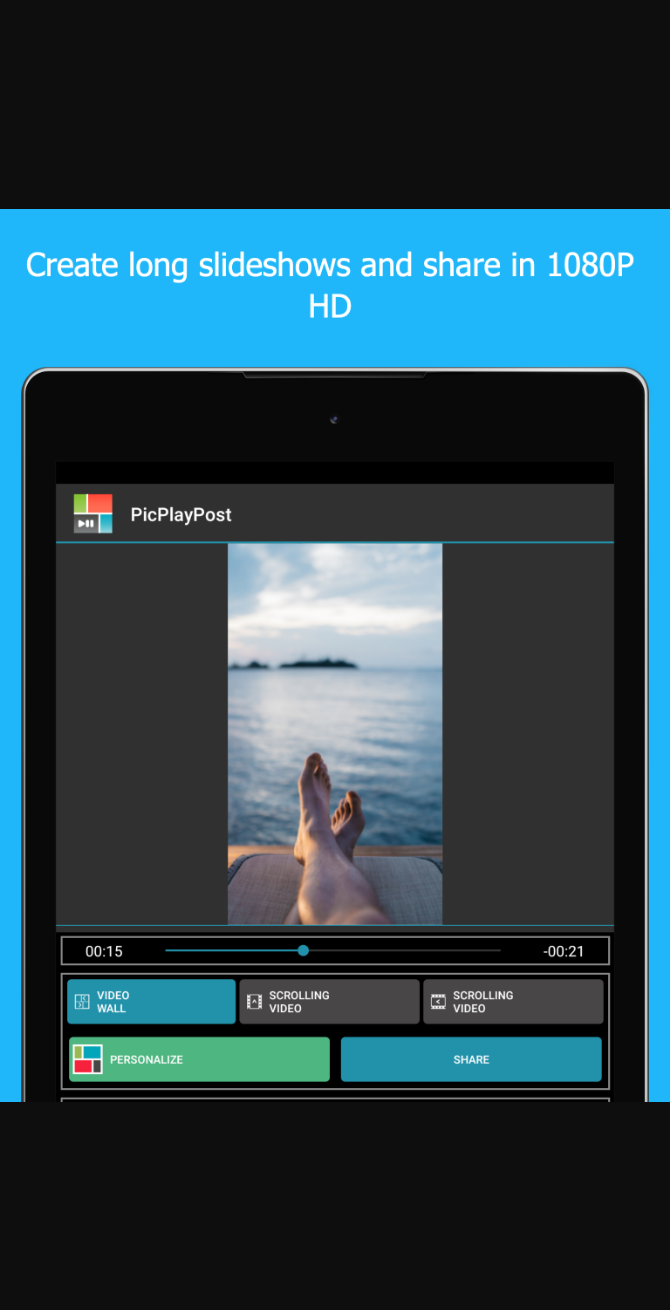 Create long slideshows and share in 1080P
HD
PicPlayPost
00:15 -00:21
VIDEO
WALL
SCROLLING
VIDEO
SCROLLING
VIDEO
PERSONALIZE
SHARE